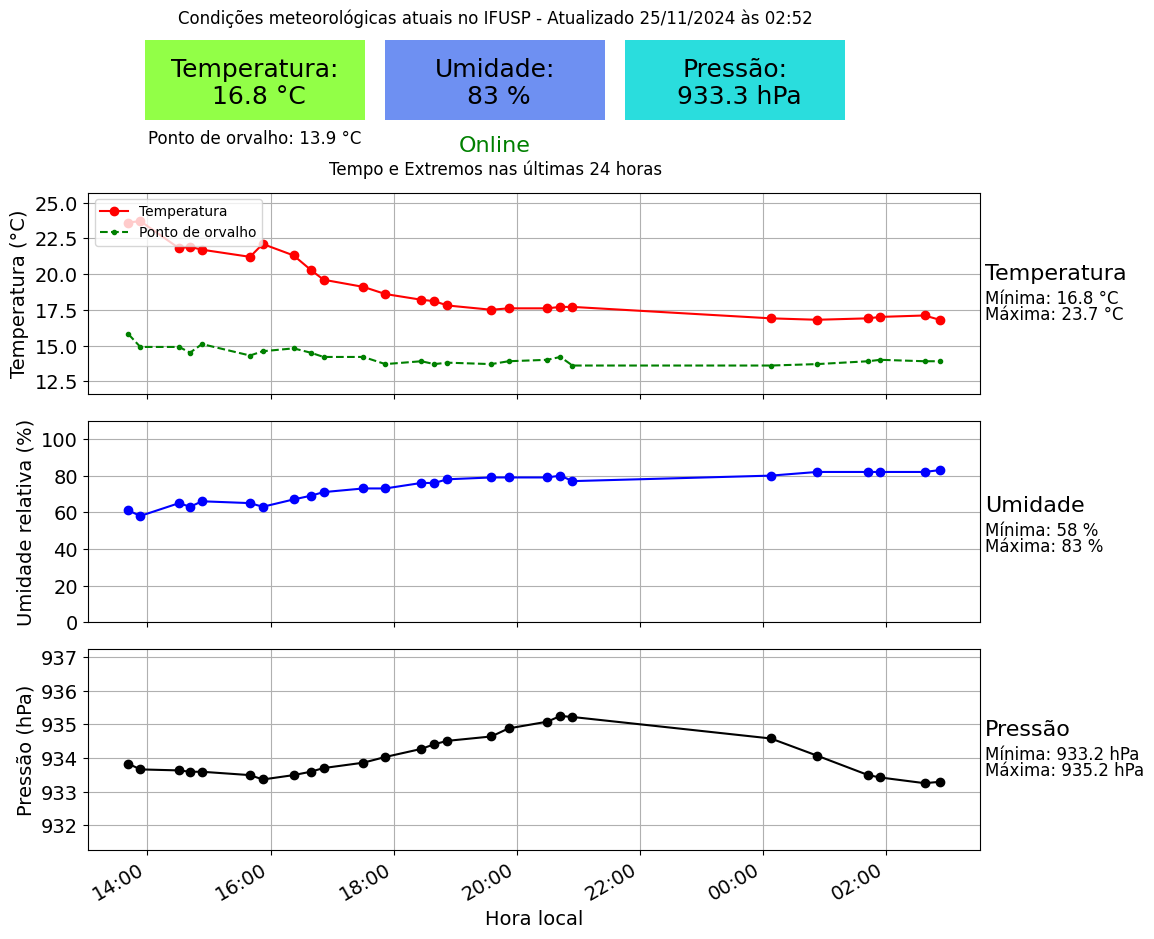 Condições meteorológicas atuais no IFUSP - Atualizado 25/11/2024 às 02:52
Temperatura:
16.8 °C
Umidade:
83 %
Pressão:
933.3 hPa
Ponto de orvalho: 13.9 °C
Online
Tempo e Extremos nas últimas 24 horas
Temperatura (°C)
25.0
22.5
20.0
17.5
15.0
12.5
Temperatura
Ponto de orvalho
Temperatura
Mínima: 16.8 °C
Máxima: 23.7 °C
Umidade relativa (%)
100
80
60
40
20
0
Umidade
Mínima: 58 %
Máxima: 83 %
Pressão (hPa)
937
936
935
934
933
932
Pressão
Mínima: 933.2 hPa
Máxima: 935.2 hPa
14:00 16:00 18:00 20:00 22:00 00:00 02:00
Hora local